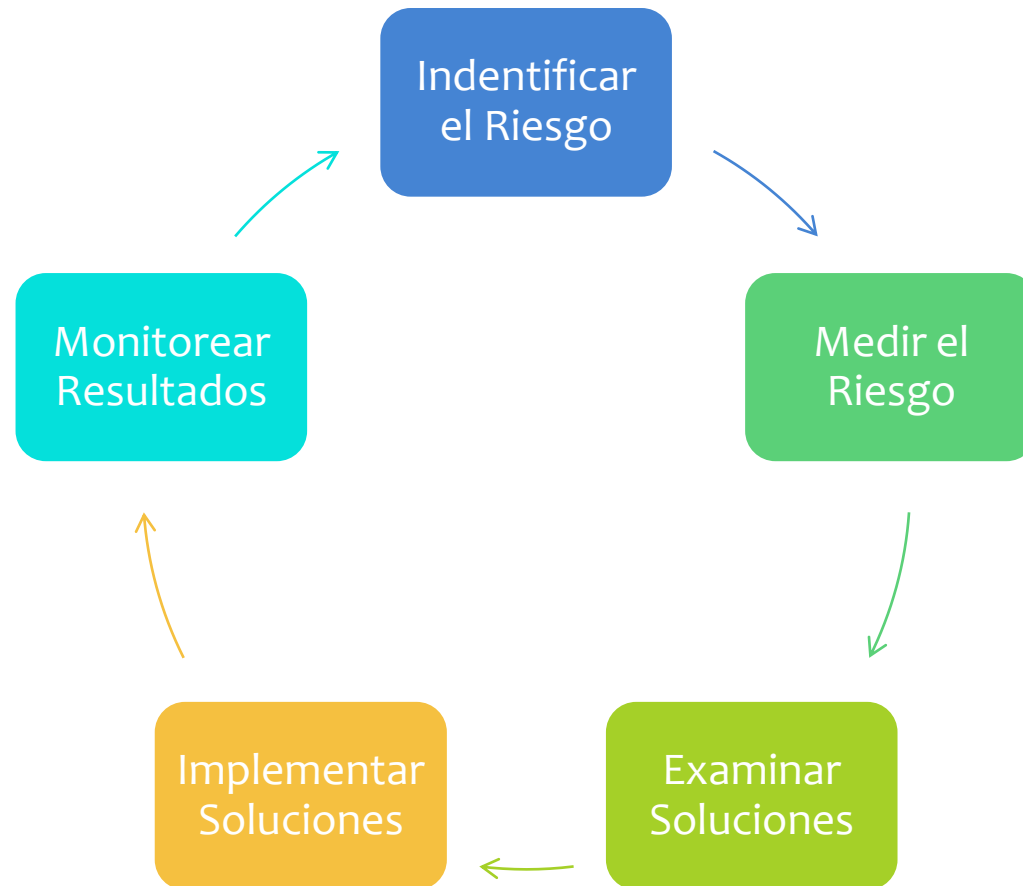 Indentificar
el Riesgo
Medir el
Riesgo
Examinar
Soluciones
Implementar
Soluciones
Monitorear
Resultados